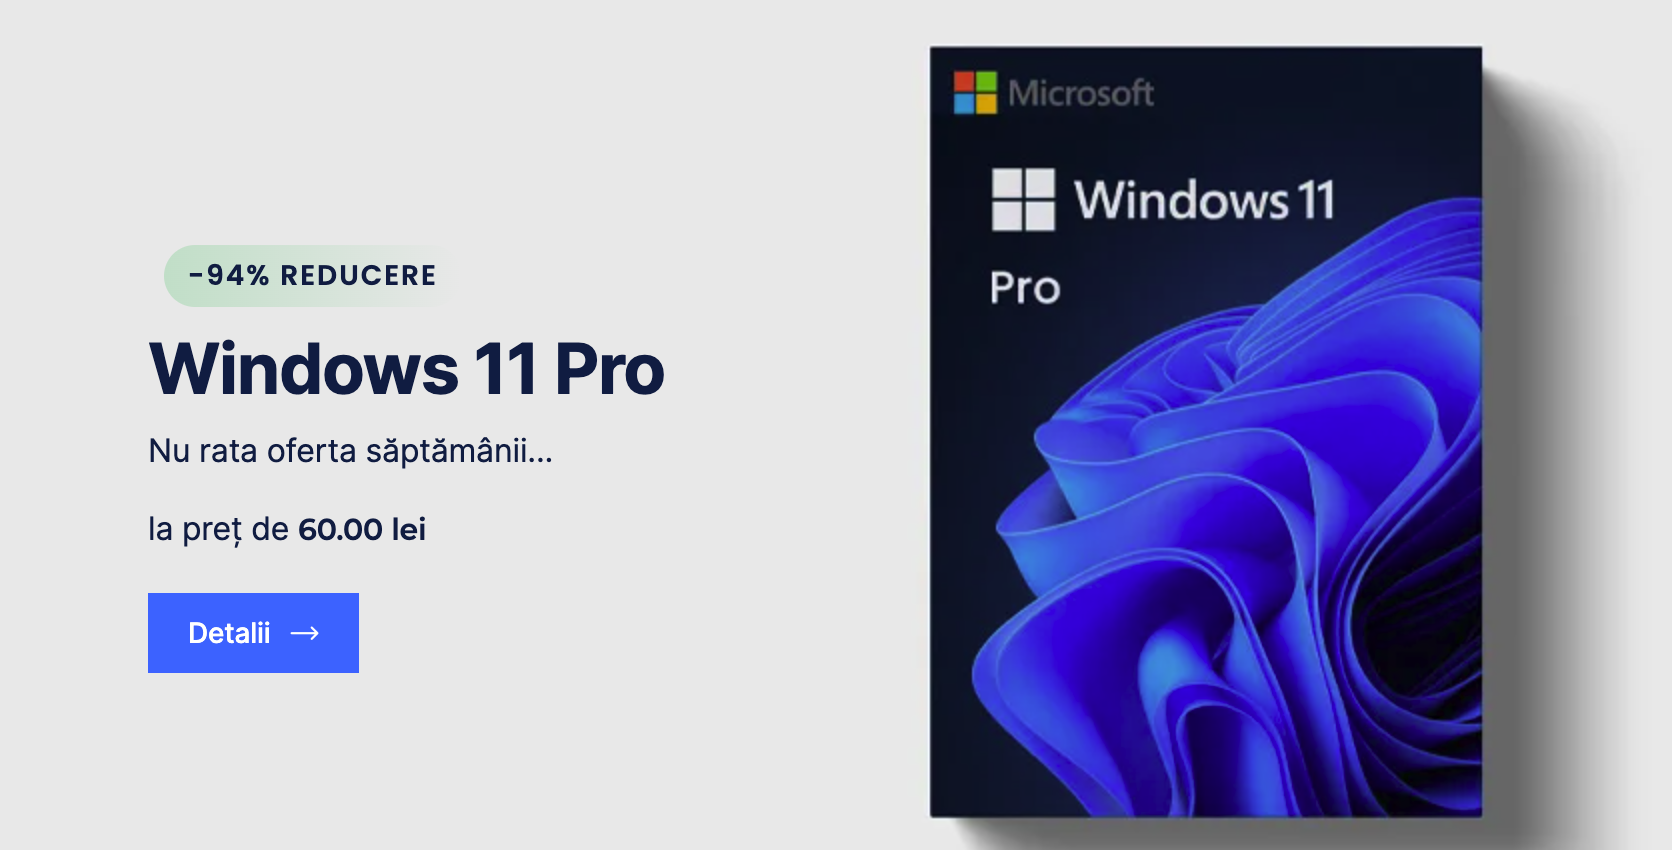 -94% REDUCERE
Windows 11 Pro
Nu rata oferta săptămânii...
la preț de 60.00 lei
Detalii →
Microsoft
Windows 11
Pro